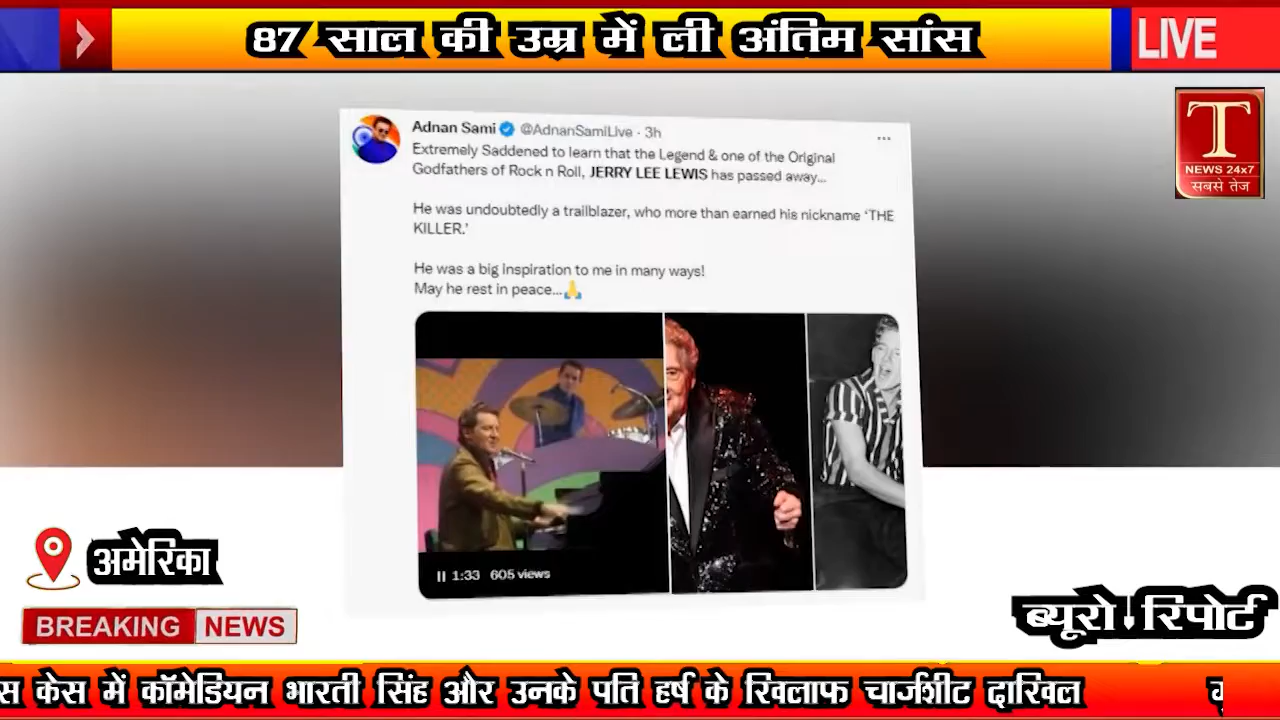 87 साल की उम्र में ली अंतिम सांस
LIVE
T
NEWS 24x7
सबसे तेज
Adnan Sami @AdnanSamiLive · 3h
Extremely Saddened to learn that the Legend & one of the Original
Godfathers of Rock n Roll, JERRY LEE LEWIS has passed away...
He was undoubtedly a trailblazer, who more than earned his nickname ‘THE
KILLER.’
He was a big inspiration to me in many ways!
May he rest in peace...🙏
1:33 605 views
अमेरिका
BREAKING NEWS
ब्यूरो रिपोर्ट
स केस में कॉमेडियन भारती सिंह और उनके पति हर्ष के खिलाफ चार्जशीट दाखिल